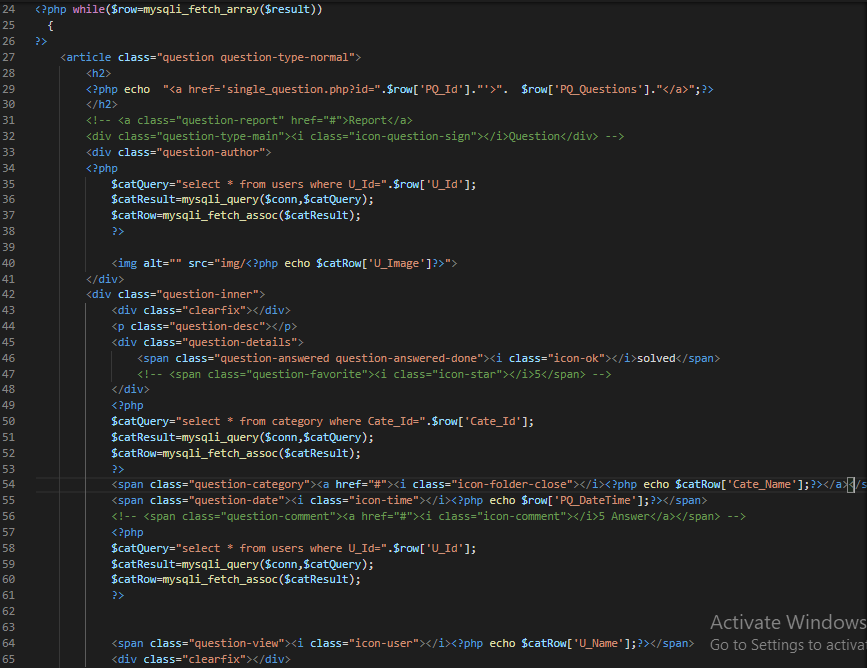 24 <?php while($row=mysqli_fetch_array($result))
25 {
26 ?>
27 <article class="question question-type-normal">
28 <h2>
29 <?php echo  "<a href='single_question.php?id=".$row['PQ_Id']."'>".  $row['PQ_Questions']."</a>";?>
30 </h2>
31 <!-- <a class="question-report" href="#">Report</a>
32 <div class="question-type-main"><i class="icon-question-sign"></i>Question</div> -->
33 <div class="question-author">
34 <?php
35 $catQuery="select * from users where U_Id=".$row['U_Id'];
36 $catResult=mysqli_query($conn,$catQuery);
37 $catRow=mysqli_fetch_assoc($catResult);
38 ?>
39
40 <img alt="" src="img/<?php echo $catRow['U_Image']?>">
41 </div>
42 <div class="question-inner">
43 <div class="clearfix"></div>
44 <p class="question-desc"></p>
45 <div class="question-details">
46 <span class="question-answered question-answered-done"><i class="icon-ok"></i>solved</span>
47 <!-- <span class="question-favorite"><i class="icon-star"></i>5</span> -->
48 </div>
49 <?php
50 $catQuery="select * from category where Cate_Id=".$row['Cate_Id'];
51 $catResult=mysqli_query($conn,$catQuery);
52 $catRow=mysqli_fetch_assoc($catResult);
53 ?>
54 <span class="question-category"><a href="#"><i class="icon-folder-close"></i><?php echo $catRow['Cate_Name'];?></a></s
55 <span class="question-date"><i class="icon-time"></i><?php echo $row['PQ_DateTime'];?></span>
56 <!-- <span class="question-comment"><a href="#"><i class="icon-comment"></i>5 Answer</a></span> -->
57 <?php
58 $catQuery="select * from users where U_Id=".$row['U_Id'];
59 $catResult=mysqli_query($conn,$catQuery);
60 $catRow=mysqli_fetch_assoc($catResult);
61 ?>
62
63
64 <span class="question-view"><i class="icon-user"></i><?php echo $catRow['U_Name'];?></span>
65 <div class="clearfix"></div>
Activate Windows
Go to Settings to activa